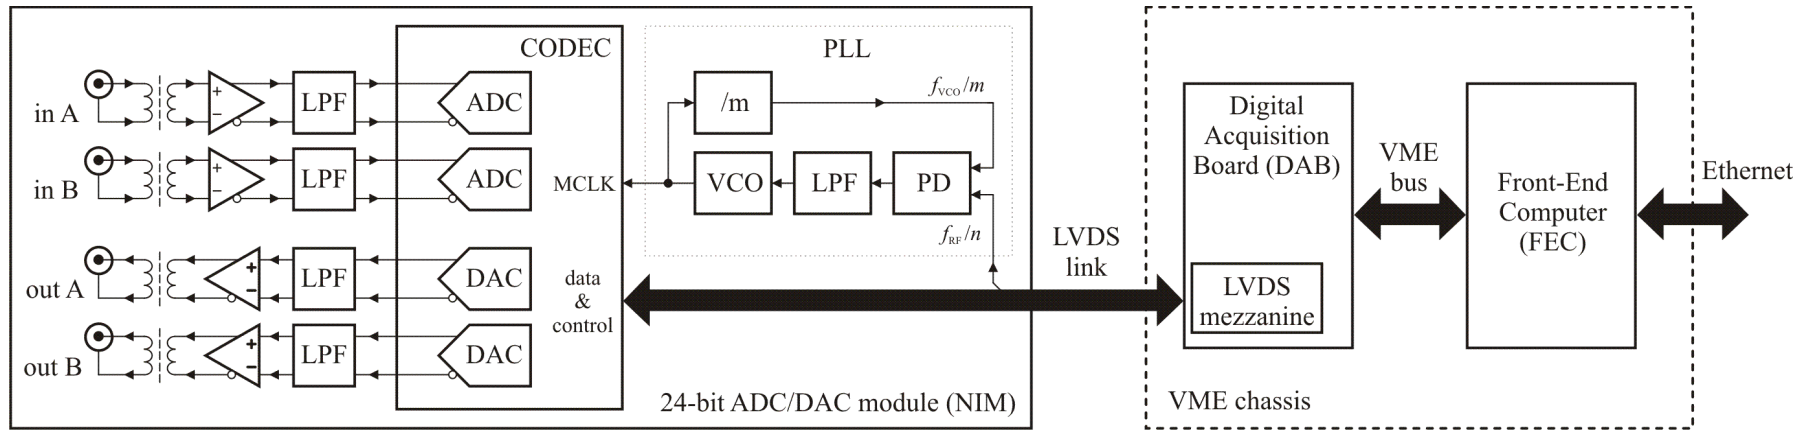 CODEC
PLL
in A
+
−
LPF
ADC
/m
fVCO/m
in B
+
−
LPF
ADC
MCLK
VCO
LPF
PD
fRF/n
out A
+
−
LPF
DAC
data
&
control
out B
+
−
LPF
DAC
24-bit ADC/DAC module (NIM)
LVDS
link
Digital
Acquisition
Board (DAB)
LVDS
mezzanine
VME
bus
Front-End
Computer
(FEC)
Ethernet
VME chassis